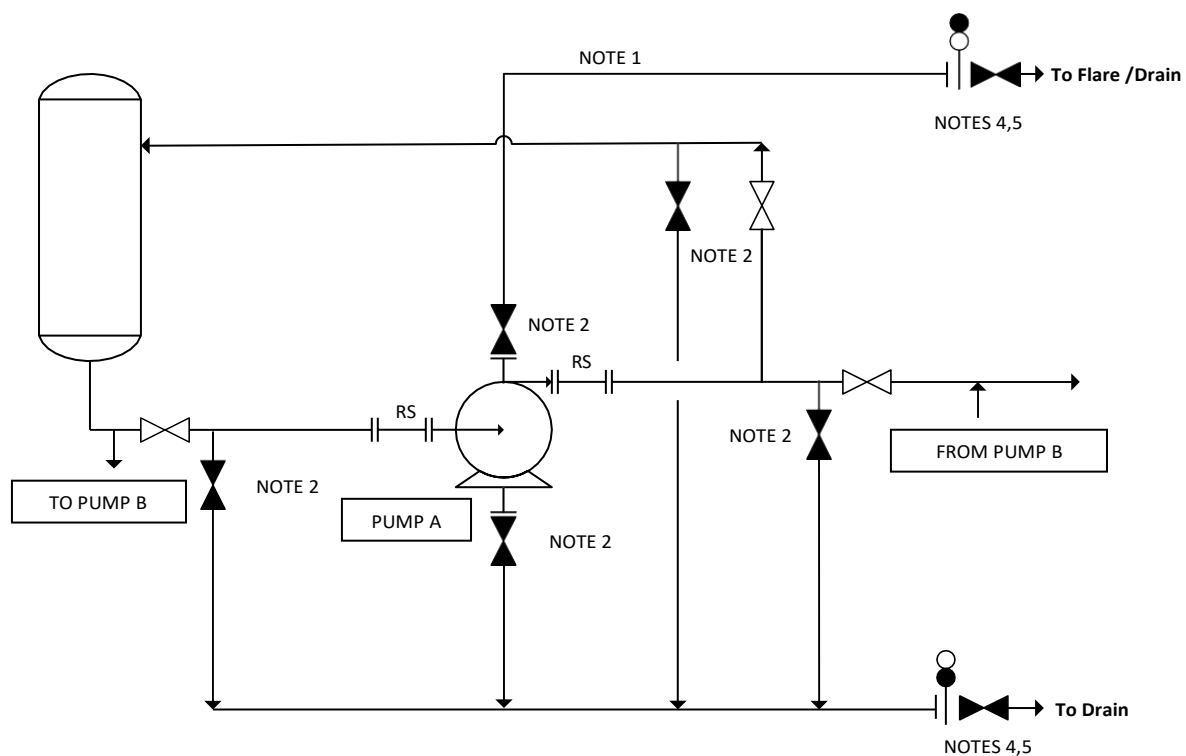 NOTE 1
To Flare /Drain
NOTES 4,5
NOTE 2
NOTE 2
RS
RS
NOTE 2
FROM PUMP B
TO PUMP B
NOTE 2
PUMP A
NOTE 2
To Drain
NOTES 4,5